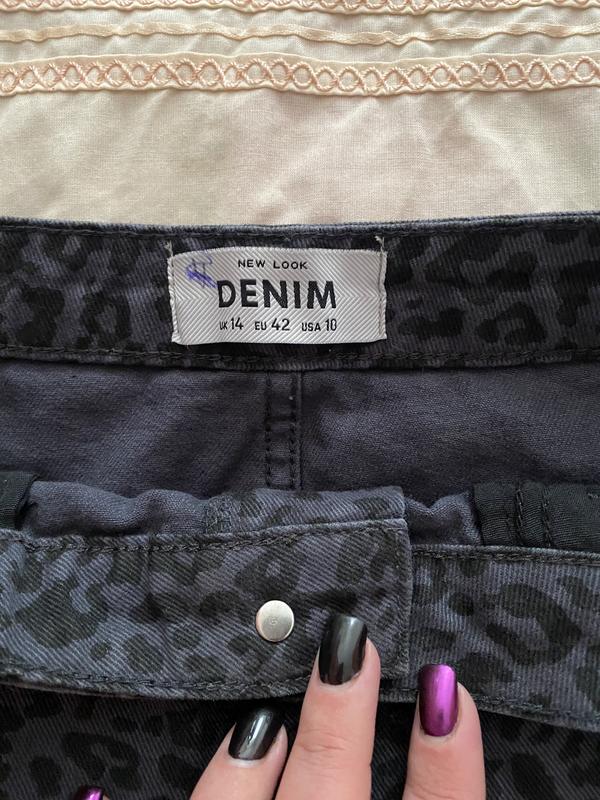 NEW LOOK
DENIM
UK 14 EU 42 USA 10